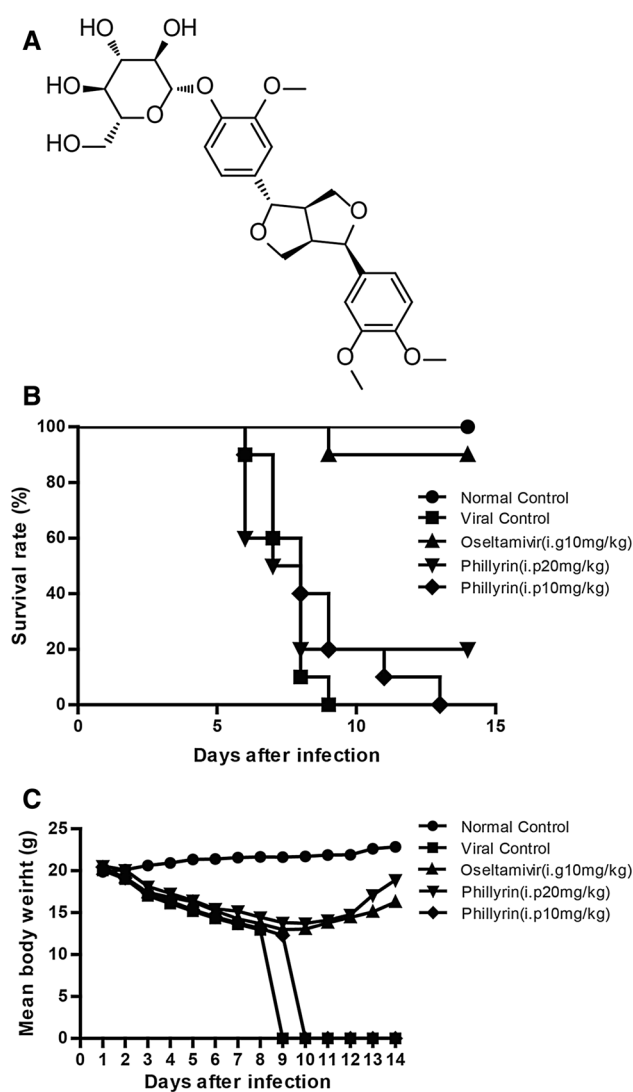 A
HO
OH
HO
O
O
O
HO
O
O
O
O
B
100
80
60
40
20
0
Survival rate (%)
0
5
10
15
Days after infection
Normal Control
Viral Control
Oseltamivir(i.g10mg/kg)
Phillyrin(i.p20mg/kg)
Phillyrin(i.p10mg/kg)
C
25
20
15
10
5
0
Mean body weirht (g)
0 1 2 3 4 5 6 7 8 9 10 11 12 13 14
Days after infection
Normal Control
Viral Control
Oseltamivir(i.g10mg/kg)
Phillyrin(i.p20mg/kg)
Phillyrin(i.p10mg/kg)